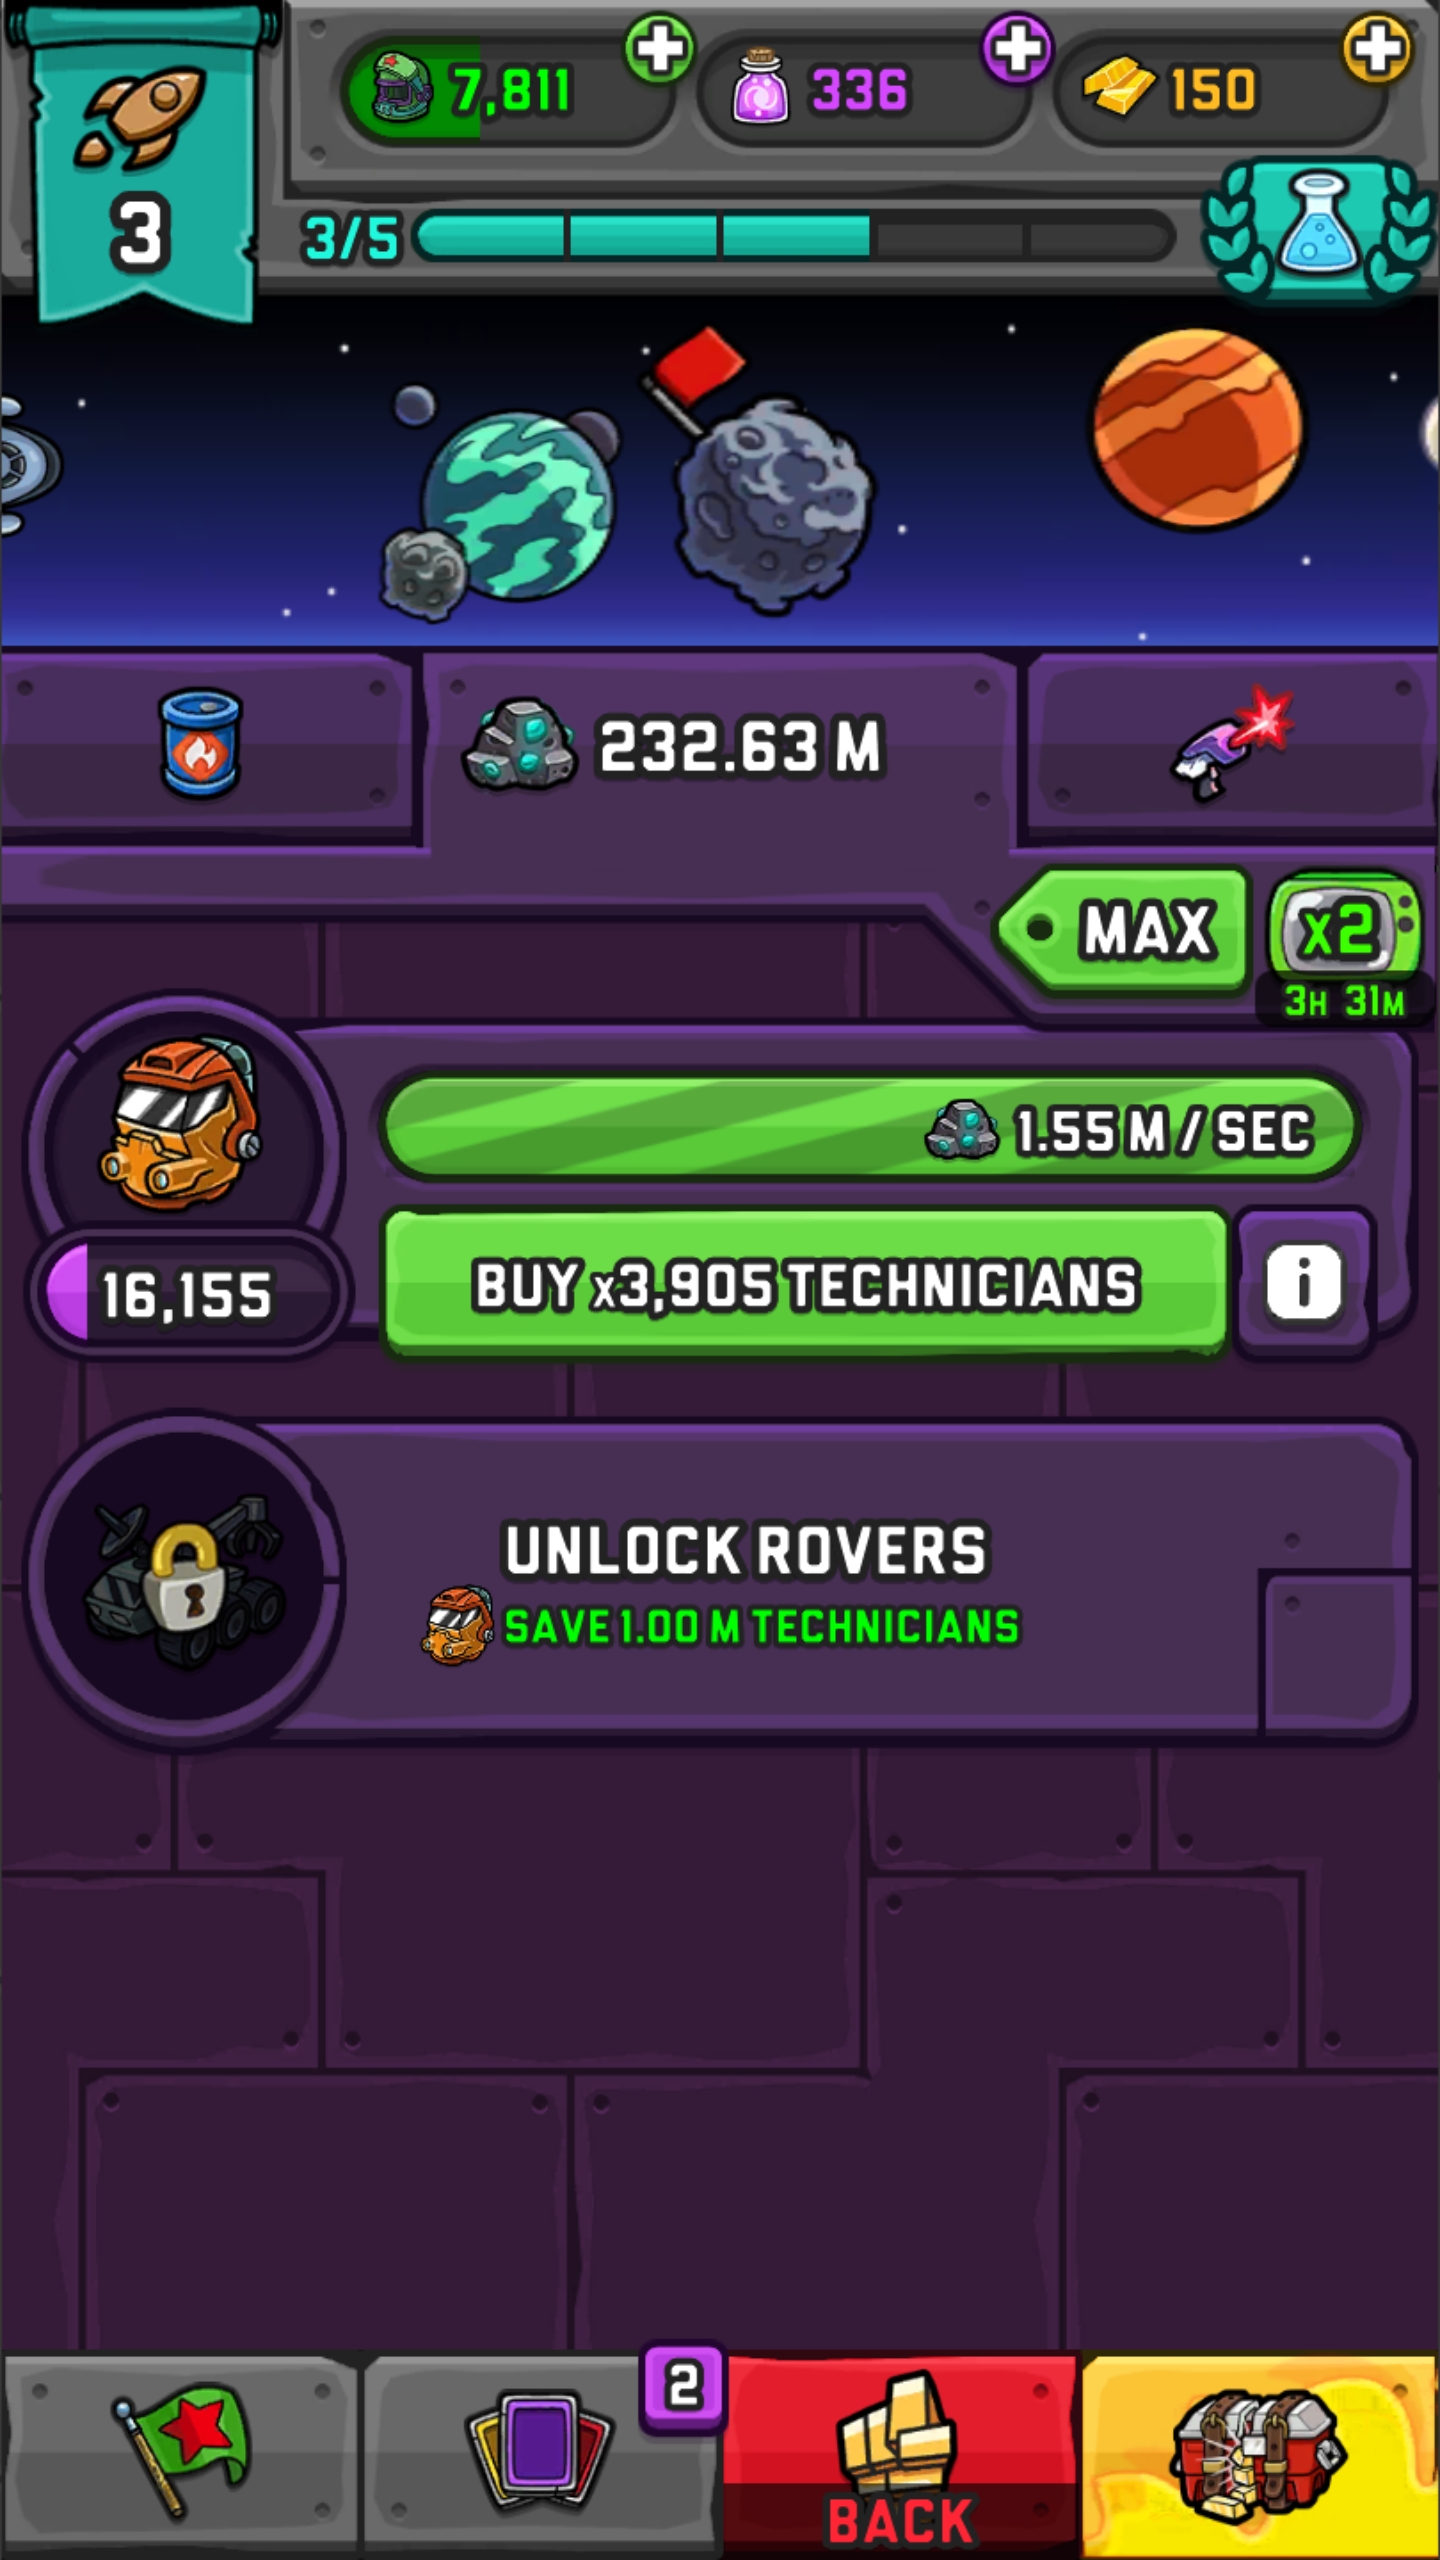 7,811
336
150
3
3/5
232.63 M
MAX
x2
3H 31M
1.55 M / SEC
16,155
BUY x3,905 TECHNICIANS
i
UNLOCK ROVERS
SAVE 1.00 M TECHNICIANS
2
BACK